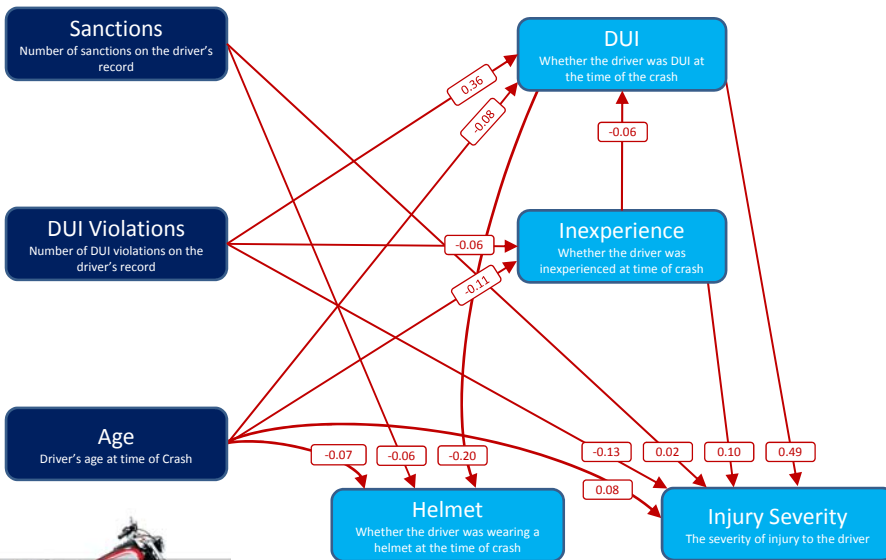 Sanctions
Number of sanctions on the driver's
record
DUI
Whether the driver was DUI at
the time of the crash
0.36
-0.08
-0.06
DUI Violations
Number of DUI violations on the
driver's record
-0.06
Inexperience
Whether the driver was
inexperienced at time of crash
-0.11
Age
Driver's age at time of Crash
-0.07
-0.06
-0.20
-0.13
0.02
0.10
0.49
0.08
Helmet
Whether the driver was wearing a
helmet at the time of crash
Injury Severity
The severity of injury to the driver